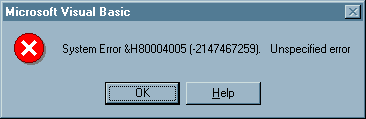 Microsoft Visual Basic
System Error &H80004005 (-2147467259). Unspecified error
OK
Help